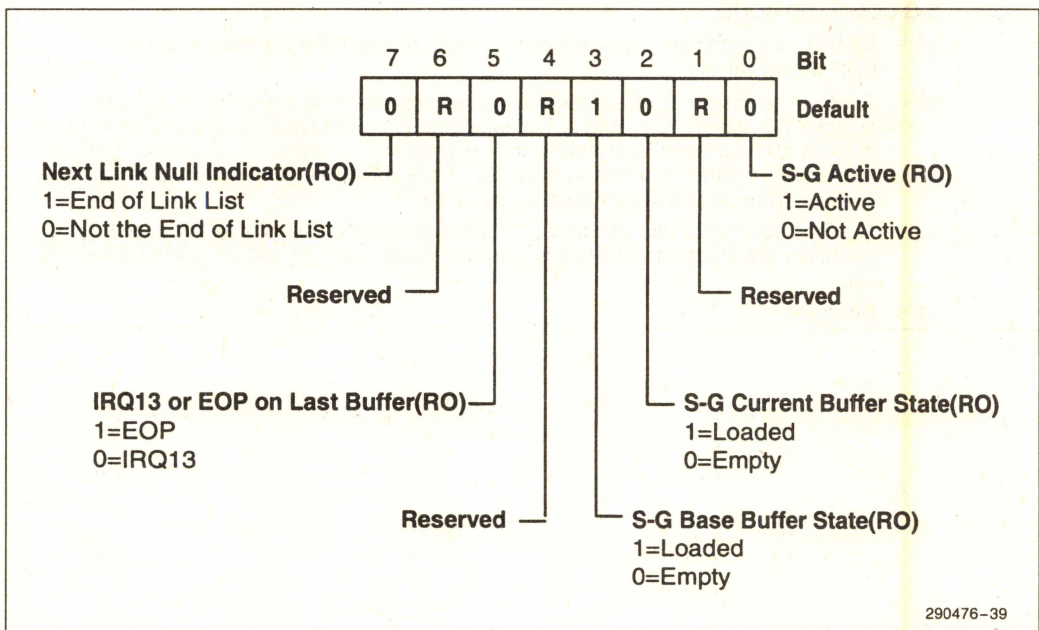 7 6 5 4 3 2 1 0 Bit
0 R 0 R 1 0 R 0 Default
Next Link Null Indicator(RO)
1=End of Link List
0=Not the End of Link List
S-G Active (RO)
1=Active
0=Not Active
Reserved
Reserved
IRQ13 or EOP on Last Buffer(RO)
1=EOP
0=IRQ13
S-G Current Buffer State(RO)
1=Loaded
0=Empty
Reserved
S-G Base Buffer State(RO)
1=Loaded
0=Empty
290476-39